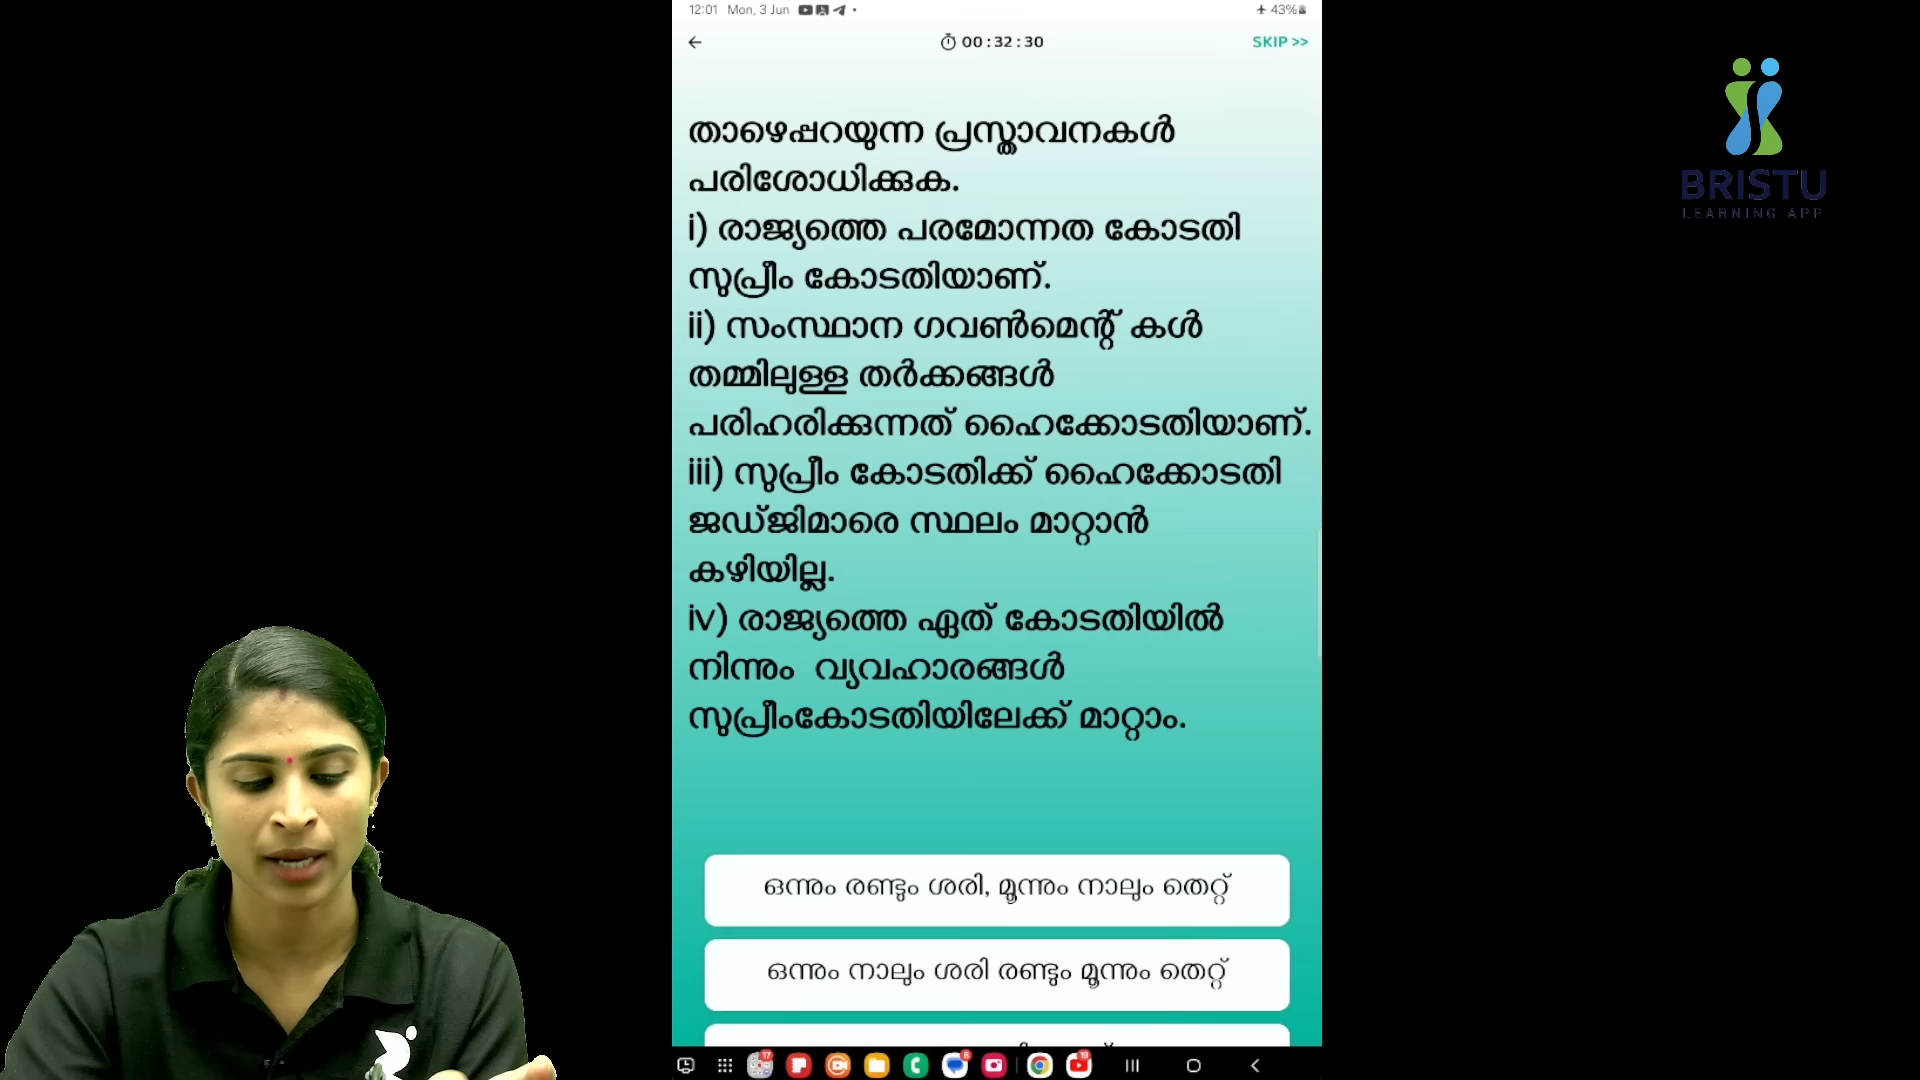 12:01 Mon, 3 Jun
43%
00 : 32 : 30
SKIP >>
താഴെപ്പറയുന്ന പ്രസ്താവനകൾ
പരിശോധിക്കുക.
i) രാജ്യത്തെ പരമോന്നത കോടതി
സുപ്രീം കോടതിയാണ്.
ii) സംസ്ഥാന ഗവൺമെന്റ് കൾ
തമ്മിലുള്ള തർക്കങ്ങൾ
പരിഹരിക്കുന്നത് ഹൈക്കോടതിയാണ്.
iii) സുപ്രീം കോടതിക്ക് ഹൈക്കോടതി
ജഡ്ജിമാരെ സ്ഥലം മാറ്റാൻ
കഴിയില്ല.
iv) രാജ്യത്തെ ഏത് കോടതിയിൽ
നിന്നും വ്യവഹാരങ്ങൾ
സുപ്രീംകോടതിയിലേക്ക് മാറ്റാം.
ഒന്നും രണ്ടും ശരി, മൂന്നും നാലും തെറ്റ്
ഒന്നും നാലും ശരി രണ്ടും മൂന്നും തെറ്റ്
BRISTU
LEARNING APP